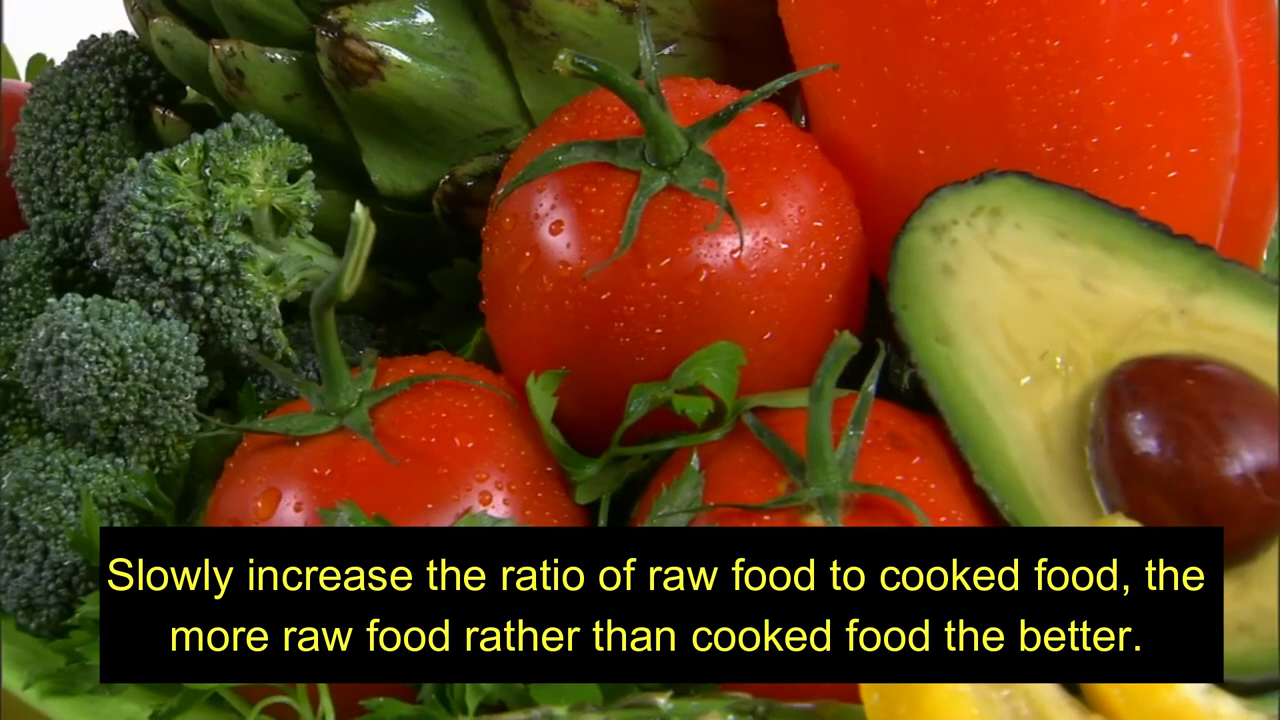 Slowly increase the ratio of raw food to cooked food, the
more raw food rather than cooked food the better.